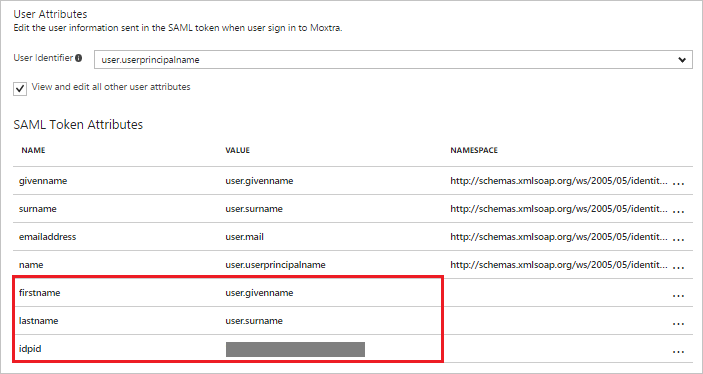 User Attributes
Edit the user information sent in the SAML token when user sign in to Moxtra.
User Identifier user.userprincipalname
View and edit all other user attributes
SAML Token Attributes
NAME VALUE NAMESPACE
givenname user.givenname http://schemas.xmlsoap.org/ws/2005/05/identit... ...
surname user.surname http://schemas.xmlsoap.org/ws/2005/05/identit... ...
emailaddress user.mail http://schemas.xmlsoap.org/ws/2005/05/identit... ...
name user.userprincipalname http://schemas.xmlsoap.org/ws/2005/05/identit... ...
firstname user.givenname ...
lastname user.surname ...
idpid ...